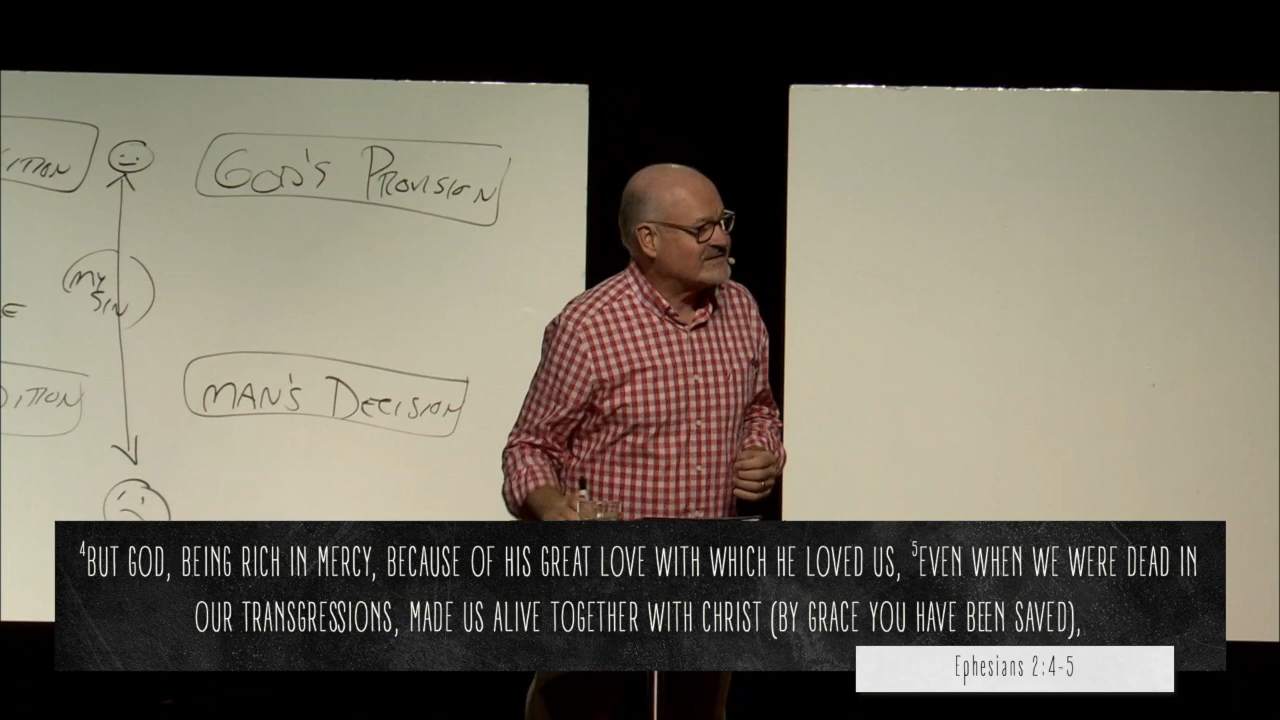 GOD'S PROVISION
MY
SIN
MAN'S DECISION
⁴BUT GOD, BEING RICH IN MERCY, BECAUSE OF HIS GREAT LOVE WITH WHICH HE LOVED US, ⁵EVEN WHEN WE WERE DEAD IN
OUR TRANSGRESSIONS, MADE US ALIVE TOGETHER WITH CHRIST (BY GRACE YOU HAVE BEEN SAVED),
Ephesians 2:4-5